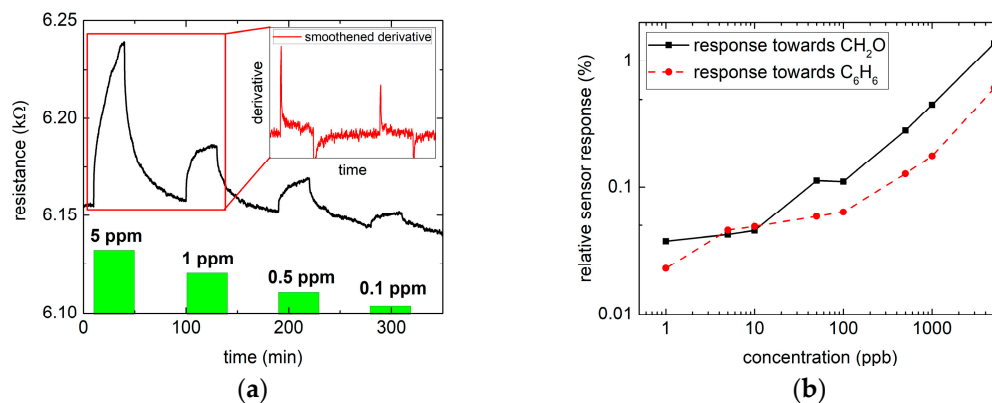 6.25
6.20
6.15
6.10
resistance (kΩ)
smoothened derivative
derivative
time
5 ppm
1 ppm
0.5 ppm
0.1 ppm
0 100 200 300
time (min)
(a)
1
0.1
0.01
relative sensor response (%)
response towards CH₂O
response towards C₆H₆
1 10 100 1000
concentration (ppb)
(b)